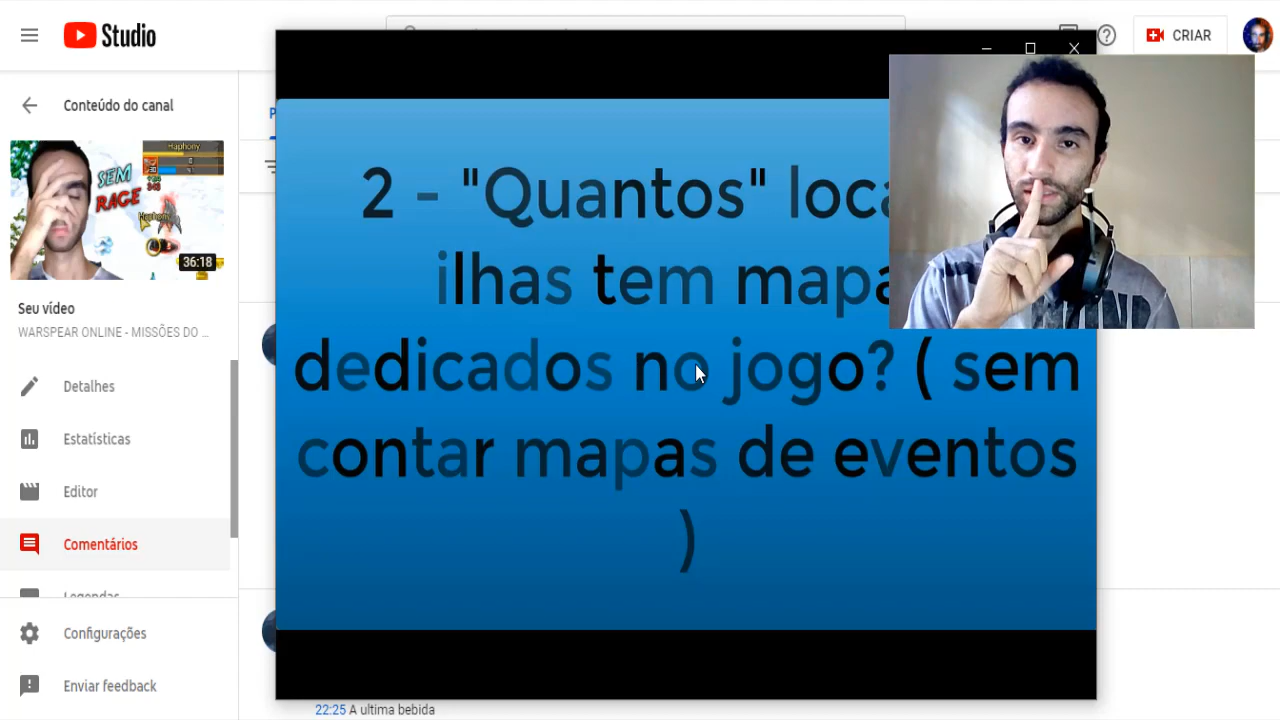 Studio
CRIAR
Conteúdo do canal
Happhony
SEM
RAGE
36:18
Seu vídeo
WARSPEAR ONLINE - MISSÕES DO ...
Detalhes
Estatísticas
Editor
Comentários
Legendas
Configurações
Enviar feedback
2 - "Quantos"
ilhas tem
dedicados no jogo? ( sem
contar mapas de eventos
)
22:25 A ultima bebida